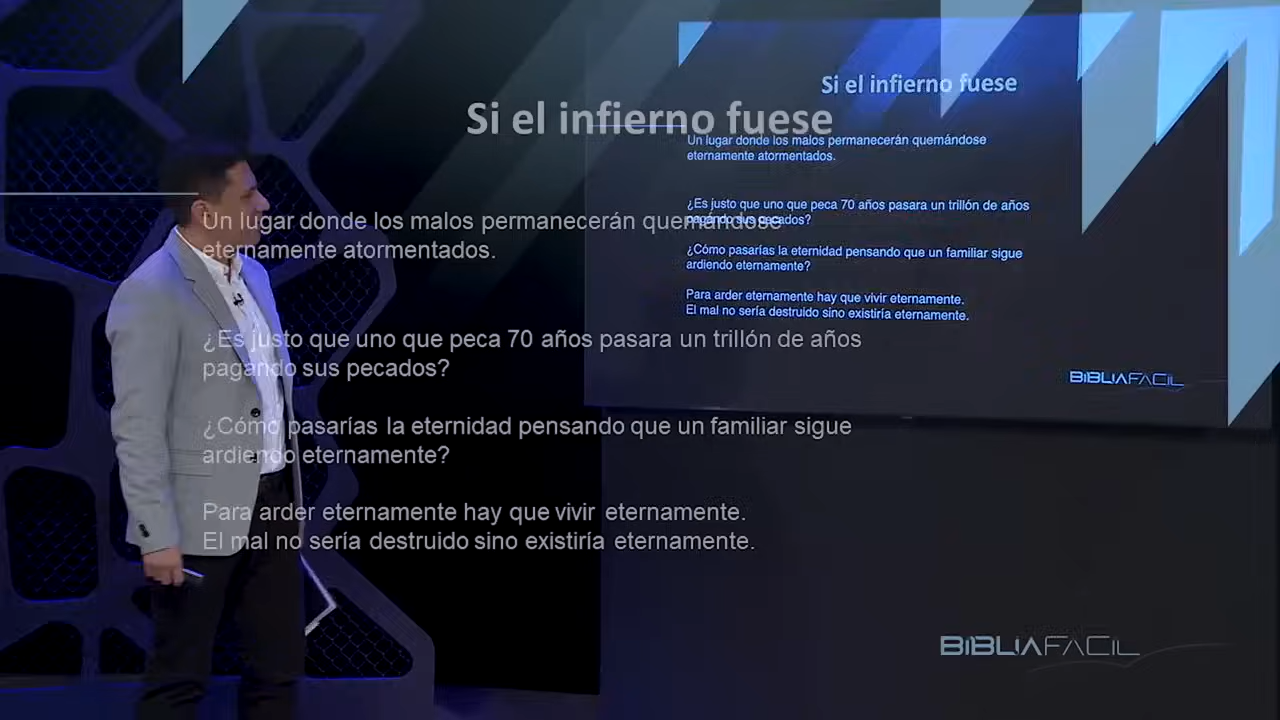 Si el infierno fuese
Un lugar donde los malos permanecerán quemándose
eternamente atormentados.
¿Es justo que uno que peca 70 años pasara un trillón de años
pagando sus pecados?
¿Cómo pasarías la eternidad pensando que un familiar sigue
ardiendo eternamente?
Para arder eternamente hay que vivir eternamente.
El mal no sería destruido sino existiría eternamente.
BIBLIAFACIL
Si el infierno fuese
Un lugar donde los malos permanecerán quemándose
eternamente atormentados.
¿Es justo que uno que peca 70 años pasara un trillón de años
pagando sus pecados?
¿Cómo pasarías la eternidad pensando que un familiar sigue
ardiendo eternamente?
Para arder eternamente hay que vivir eternamente.
El mal no sería destruido sino existiría eternamente.
BIBLIAFACIL